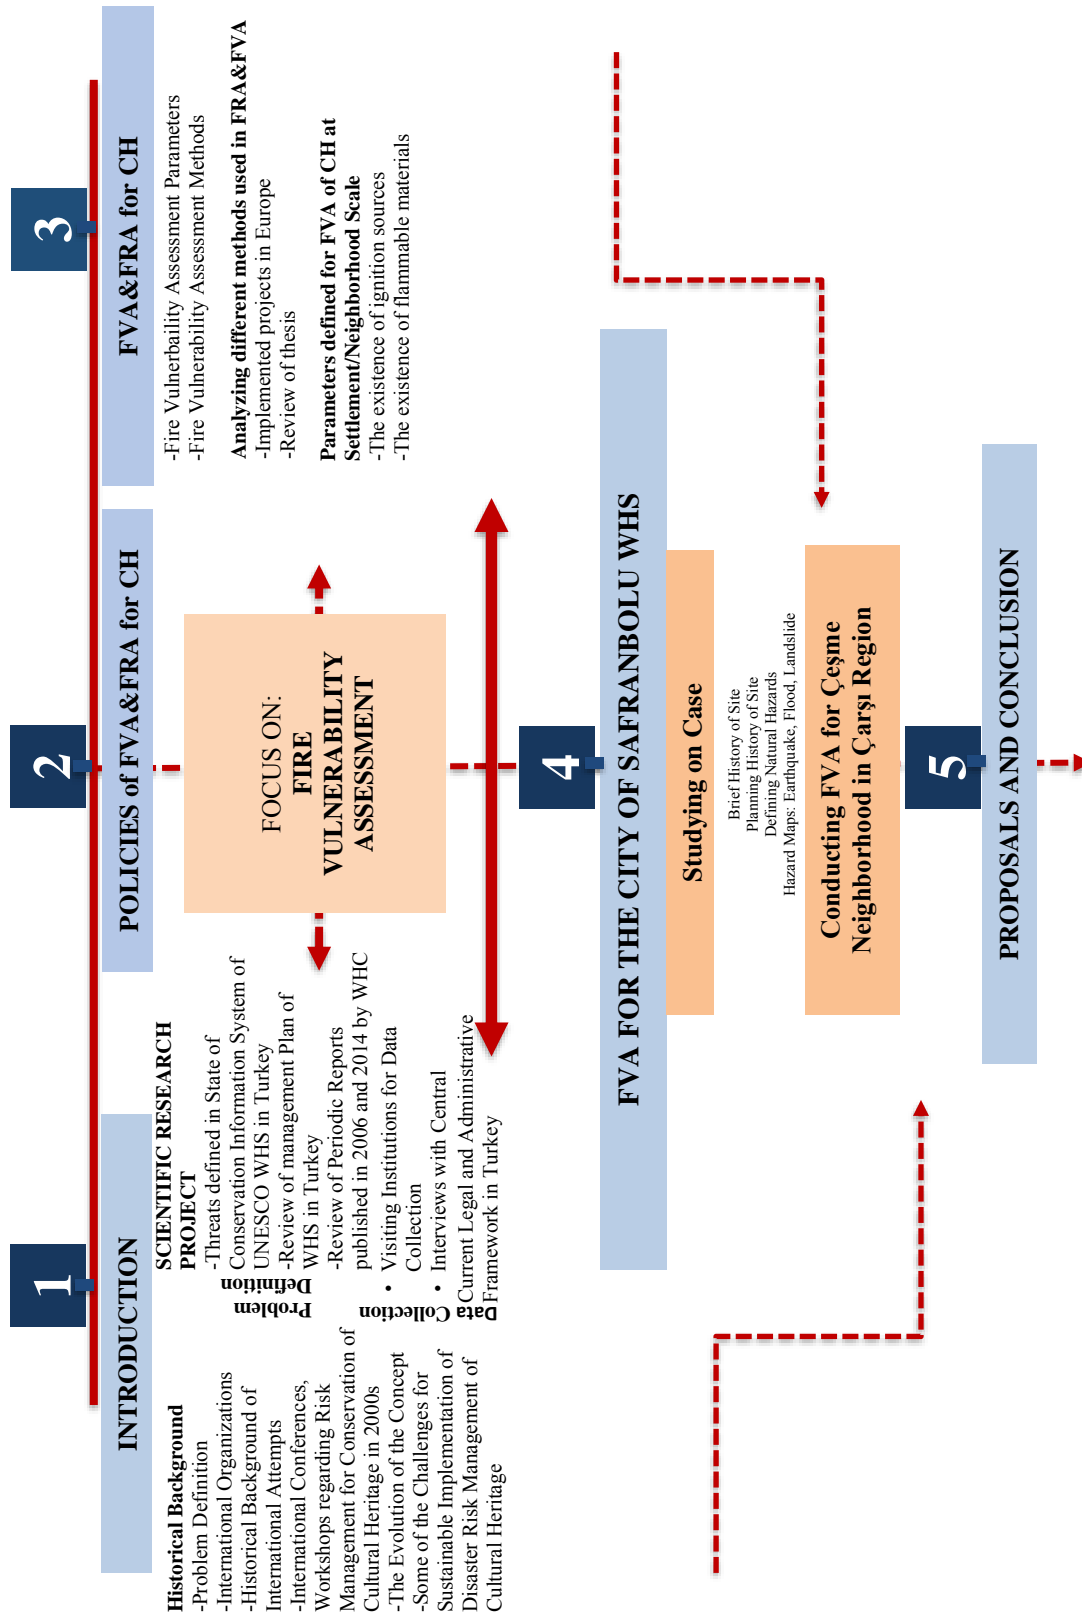 1
INTRODUCTION
Historical Background
-Problem Definition
-International Organizations
-Historical Background of
International Attempts
-International Conferences,
Workshops regarding Risk
Management for Conservation of
Cultural Heritage in 2000s
-The Evolution of the Concept
-Some of the Challenges for
Sustainable Implementation of
Disaster Risk Management of
Cultural Heritage
Problem
Definition
Data Collection
SCIENTIFIC RESEARCH
PROJECT
-Threats defined in State of
Conservation Information System of
UNESCO WHS in Turkey
-Review of management Plan of
WHS in Turkey
-Review of Periodic Reports
published in 2006 and 2014 by WHC
• Visiting Institutions for Data
Collection
• Interviews with Central
Current Legal and Administrative
Framework in Turkey
2
POLICIES of FVA&FRA for CH
FOCUS ON:
FIRE
VULNERABILITY
ASSESSMENT
3
FVA&FRA for CH
-Fire Vulnerbaility Assessment Parameters
-Fire Vulnerability Assessment Methods
Analyzing different methods used in FRA&FVA
-Implemented projects in Europe
-Review of thesis
Parameters defined for FVA of CH at
Settlement/Neighborhood Scale
-The existence of ignition sources
-The existence of flammable materials
4
FVA FOR THE CITY OF SAFRANBOLU WHS
Studying on Case
Brief History of Site
Planning History of Site
Defining Natural Hazards
Hazard Maps: Earthquake, Flood, Landslide
Conducting FVA for Çeşme
Neighborhood in Çarşı Region
5
PROPOSALS AND CONCLUSION